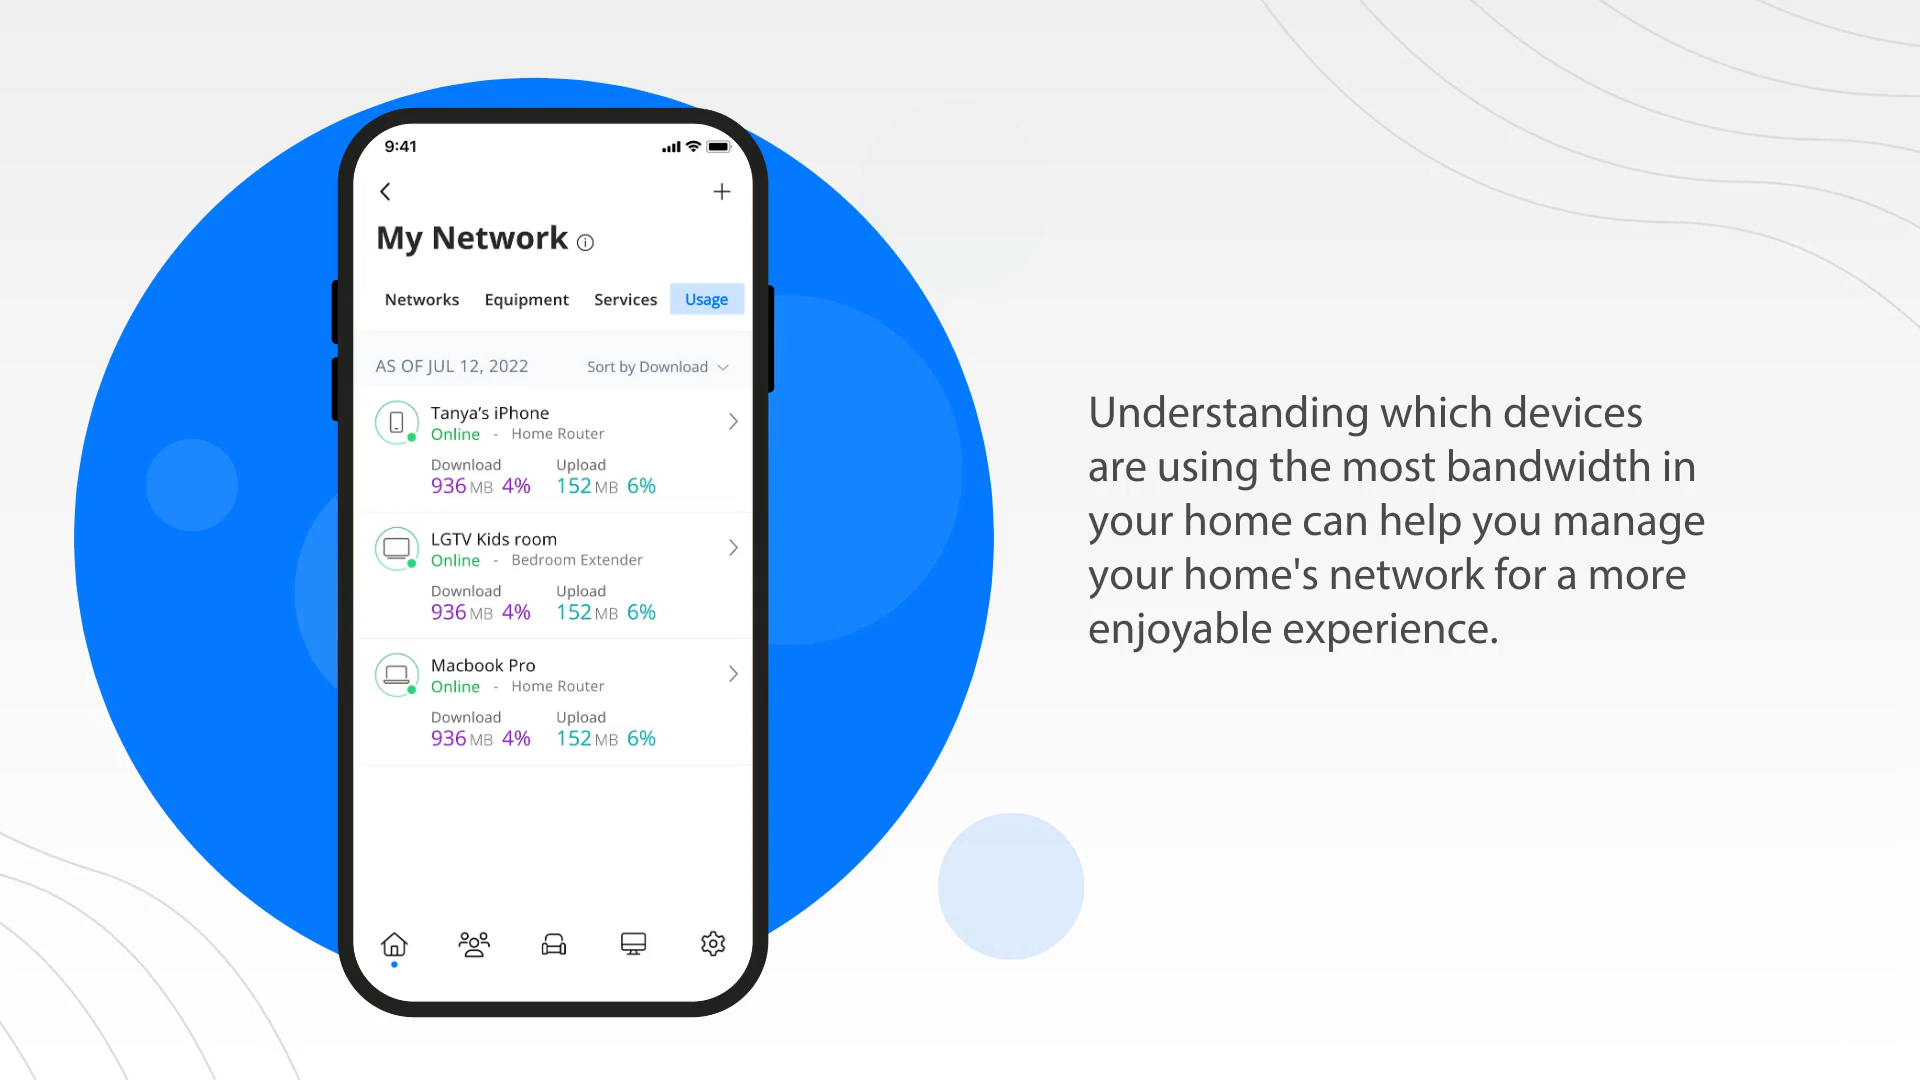 9:41
My Network
Networks Equipment Services Usage
AS OF JUL 12, 2022 Sort by Download
Tanya’s iPhone
Online - Home Router
Download Upload
936 MB 4% 152 MB 6%
LGTV Kids room
Online - Bedroom Extender
Download Upload
936 MB 4% 152 MB 6%
Macbook Pro
Online - Home Router
Download Upload
936 MB 4% 152 MB 6%
Understanding which devices
are using the most bandwidth in
your home can help you manage
your home's network for a more
enjoyable experience.